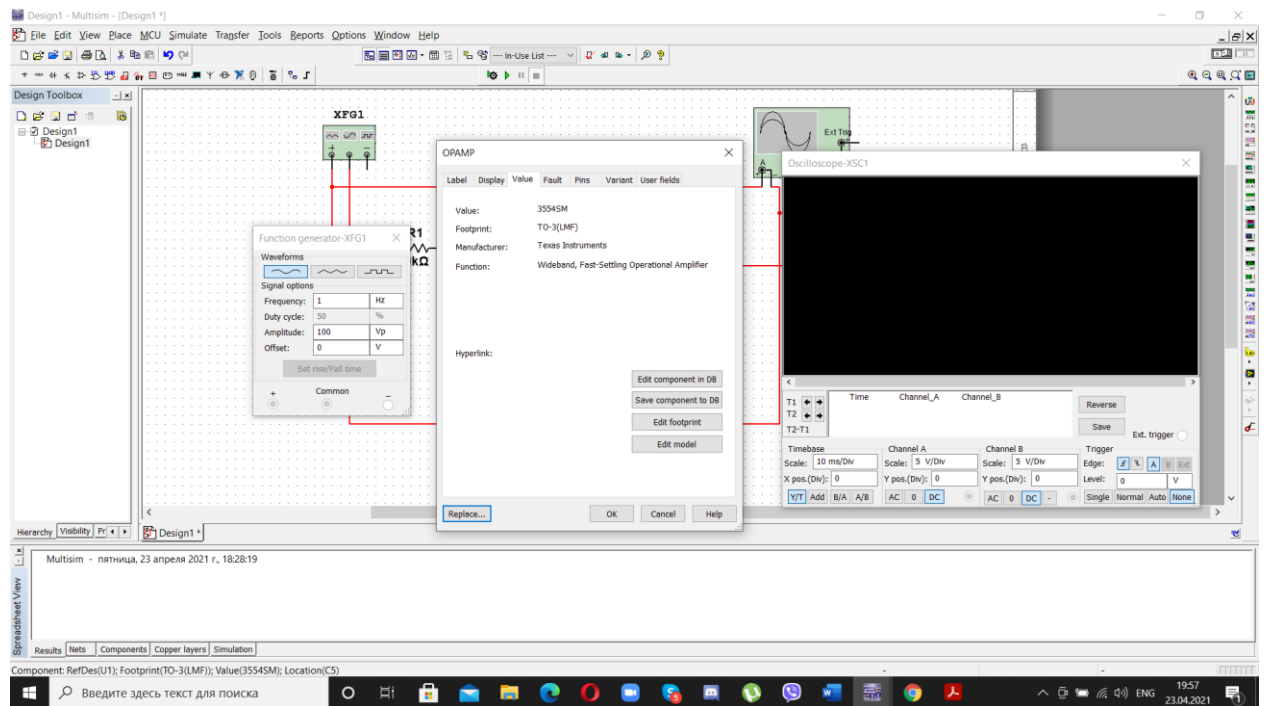 Design1 - Multisim - [Design1 *]
File Edit View Place MCU Simulate Transfer Tools Reports Options Window Help
--- In-Use List ---
Design Toolbox
Design1
Design1
XFG1
Ext Trig
A
B
R1
kΩ
Function generator-XFG1
Waveforms
Signal options
Frequency: 1 Hz
Duty cycle: 50 %
Amplitude: 100 Vp
Offset: 0 V
Set rise/Fall time
+ Common -
OPAMP
Label Display Value Fault Pins Variant User fields
Value: 3554SM
Footprint: TO-3(LMF)
Manufacturer: Texas Instruments
Function: Wideband, Fast-Settling Operational Amplifier
Hyperlink:
Edit component in DB
Save component to DB
Edit footprint
Edit model
Replace... OK Cancel Help
Oscilloscope-XSC1
Time Channel_A Channel_B
T1
T2
T2-T1
Reverse
Save
Ext. trigger
Timebase Channel A Channel B Trigger
Scale: 10 ms/Div Scale: 5 V/Div Scale: 5 V/Div Edge: A B Ext
X pos.(Div): 0 Y pos.(Div): 0 Y pos.(Div): 0 Level: 0 V
Y/T Add B/A A/B AC 0 DC AC 0 DC - Single Normal Auto None
Hierarchy Visibility Pr
Design1 *
Multisim - пятница, 23 апреля 2021 г., 18:28:19
Spreadsheet View
Results Nets Components Copper layers Simulation
Component: RefDes(U1); Footprint(TO-3(LMF)); Value(3554SM); Location(C5) - -
Введите здесь текст для поиска
ENG
19:57
23.04.2021